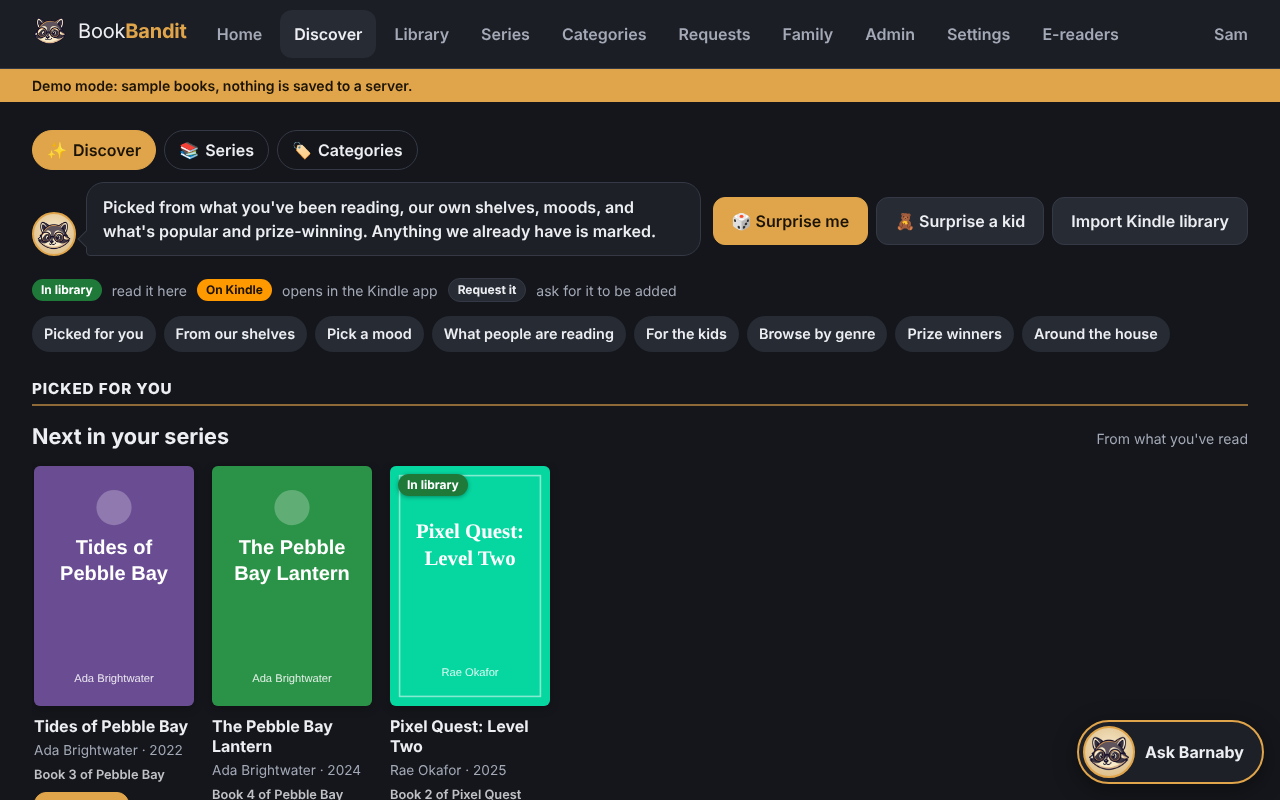 BookBandit Home Discover Library Series Categories Requests Family Admin Settings E-readers Sam
Demo mode: sample books, nothing is saved to a server.
✨ Discover 📚 Series 🏷️ Categories
Picked from what you've been reading, our own shelves, moods, and
what's popular and prize-winning. Anything we already have is marked.
🎲 Surprise me 🧸 Surprise a kid Import Kindle library
In library read it here On Kindle opens in the Kindle app Request it ask for it to be added
Picked for you From our shelves Pick a mood What people are reading For the kids Browse by genre Prize winners Around the house
PICKED FOR YOU
Next in your series From what you've read
Tides of
Pebble Bay
Ada Brightwater
Tides of Pebble Bay
Ada Brightwater · 2022
Book 3 of Pebble Bay
The Pebble
Bay Lantern
Ada Brightwater
The Pebble Bay
Lantern
Ada Brightwater · 2024
Book 4 of Pebble Bay
In library
Pixel Quest:
Level Two
Rae Okafor
Pixel Quest: Level
Two
Rae Okafor · 2025
Book 2 of Pixel Quest
Ask Barnaby